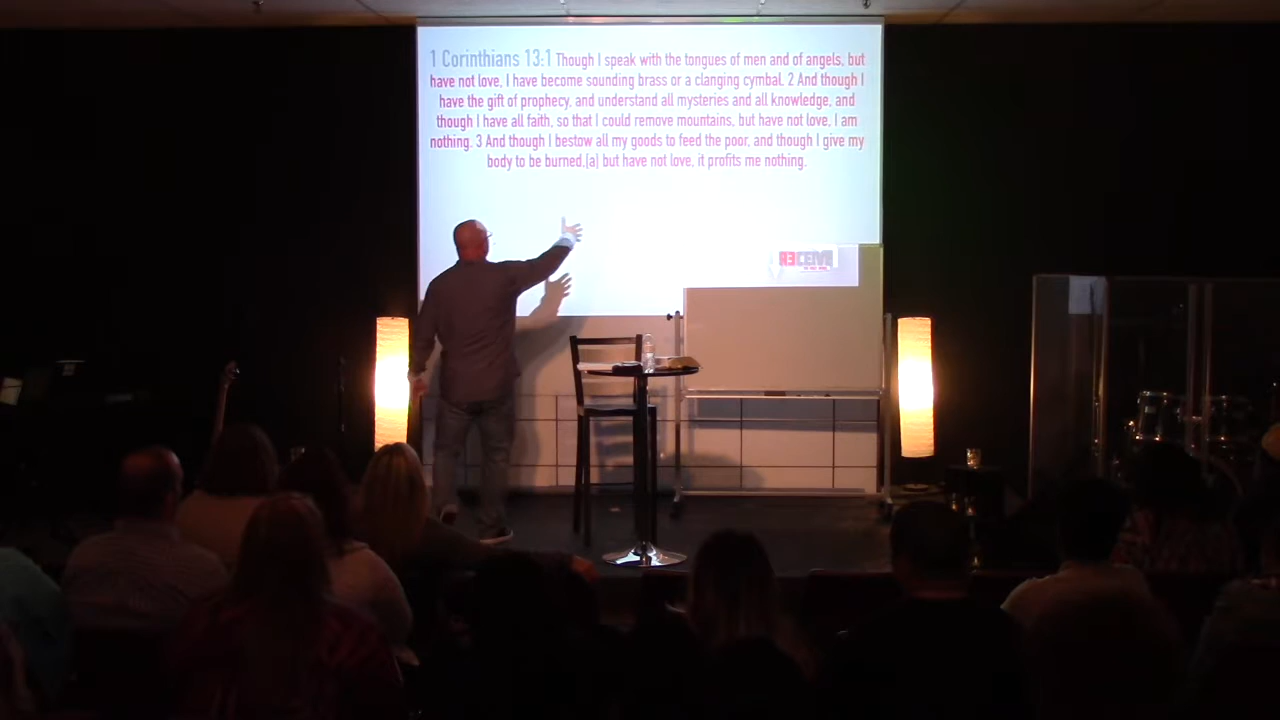 1 Corinthians 13:1 Though I speak with the tongues of men and of angels, but
have not love, I have become sounding brass or a clanging cymbal. 2 And though I
have the gift of prophecy, and understand all mysteries and all knowledge, and
though I have all faith, so that I could remove mountains, but have not love, I am
nothing. 3 And though I bestow all my goods to feed the poor, and though I give my
body to be burned,[a] but have not love, it profits me nothing.